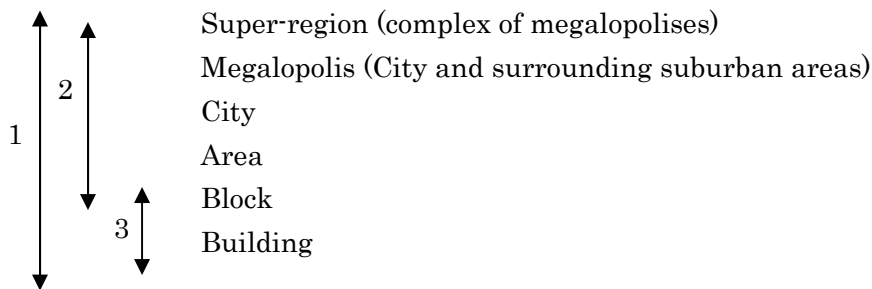 Super-region (complex of megalopolises)
Megalopolis (City and surrounding suburban areas)
2
City
1
Area
Block
3
Building